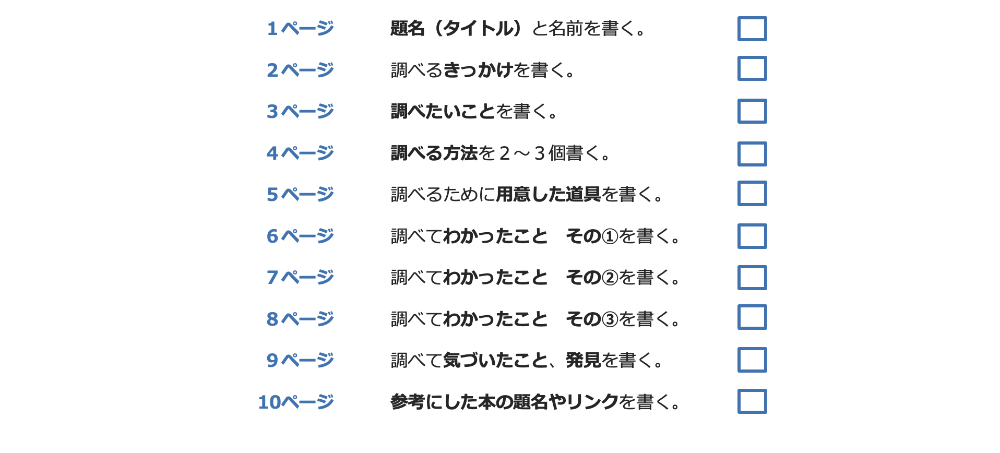 1ページ 題名（タイトル）と名前を書く。
2ページ 調べるきっかけを書く。
3ページ 調べたいことを書く。
4ページ 調べる方法を２～３個書く。
5ページ 調べるために用意した道具を書く。
6ページ 調べてわかったこと　その①を書く。
7ページ 調べてわかったこと　その②を書く。
8ページ 調べてわかったこと　その③を書く。
9ページ 調べて気づいたこと、発見を書く。
10ページ 参考にした本の題名やリンクを書く。